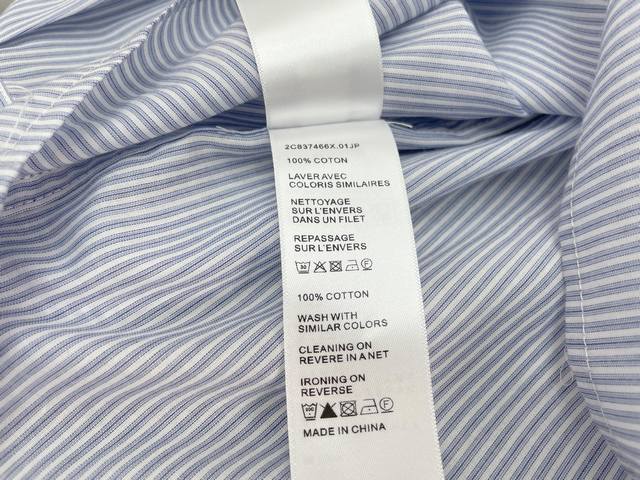 2C837466X.01JP
100% COTON
LAVER AVEC
COLORIS SIMILAIRES
NETTOYAGE
SUR L'ENVERS
DANS UN FILET
REPASSAGE
SUR L'ENVERS
30 F
100% COTTON
WASH WITH
SIMILAR COLORS
CLEANING ON
REVERE IN A NET
IRONING ON
REVERSE
F
MADE IN CHINA